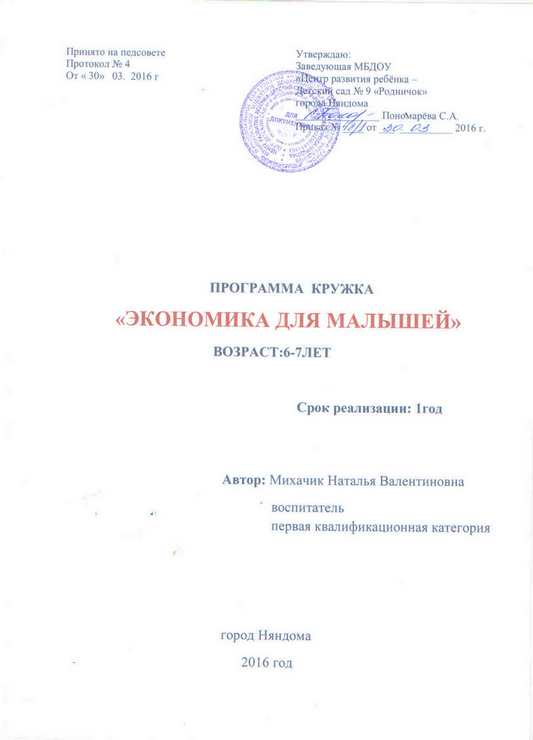 Принято на педсовете
Протокол № 4
От « 30» 03. 2016 г
Утверждаю:
Заведующая МБДОУ
«Центр развития ребёнка –
Детский сад № 9 «Родничок»
города Няндома
Пономарёва С.А.
Приказ № от 30.03 2016 г.
ДЛЯ
ДОКУМЕНТОВ
ПРОГРАММА КРУЖКА
«ЭКОНОМИКА ДЛЯ МАЛЫШЕЙ»
ВОЗРАСТ:6-7ЛЕТ
Срок реализации: 1год
Автор: Михачик Наталья Валентиновна
воспитатель
первая квалификационная категория
город Няндома
2016 год